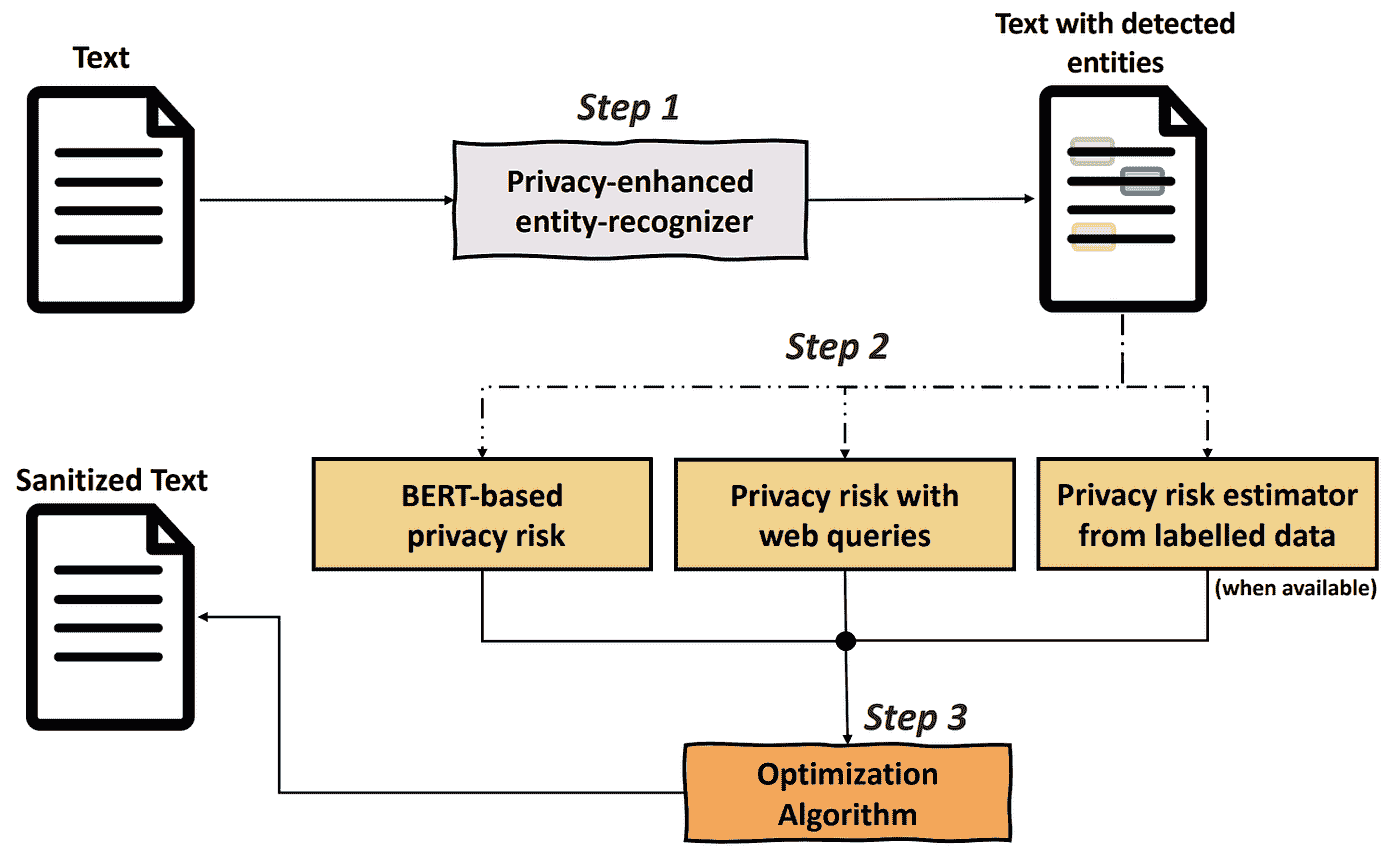 Text
Step 1
Privacy-enhanced
entity-recognizer
Text with detected
entities
Step 2
BERT-based
privacy risk
Privacy risk with
web queries
Privacy risk estimator
from labelled data
(when available)
Step 3
Optimization
Algorithm
Sanitized Text